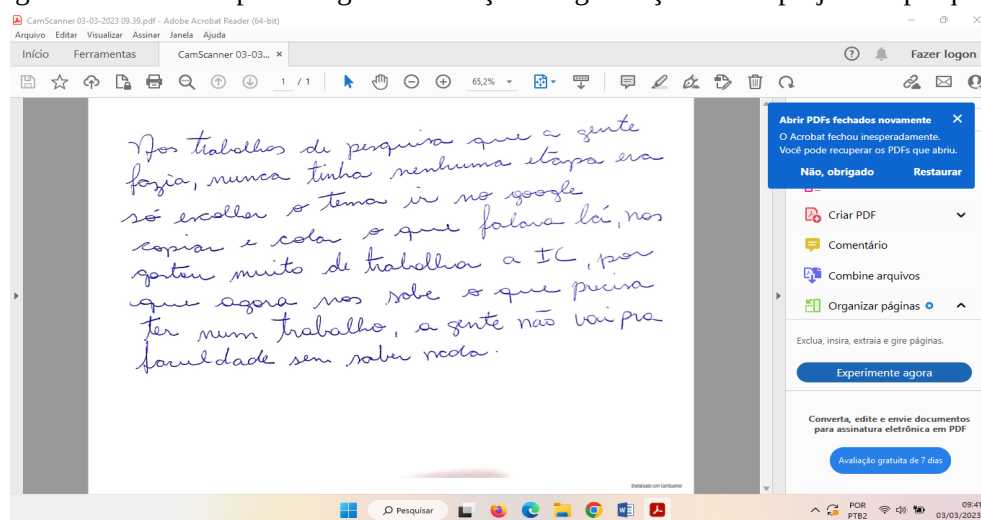 CamScanner 03-03-2023 09.39.pdf - Adobe Acrobat Reader (64-bit)
Arquivo Editar Visualizar Assinar Janela Ajuda
Início Ferramentas CamScanner 03-03... × Fazer logon
1 / 1 65,2%
Nos trabalhos de pesquisa que a gente
fazia, nunca tinha nenhuma etapa era
só escolher o tema ir no google
copiar e colar o que falava lá, nos
gostou muito de trabalhar a IC, por
que agora nos sabe o que precisa
ter num trabalho, a gente não vai pra
faculdade sem saber nada.
Digitalizado com CamScanner
Abrir PDFs fechados novamente ×
O Acrobat fechou inesperadamente.
Você pode recuperar os PDFs que abriu.
Não, obrigado Restaurar
Criar PDF
Comentário
Combine arquivos
Organizar páginas
Exclua, insira, extraia e gire páginas.
Experimente agora
Converta, edite e envie documentos
para assinatura eletrônica em PDF
Avaliação gratuita de 7 dias
Pesquisar
POR
PTB2
09:41
03/03/2023